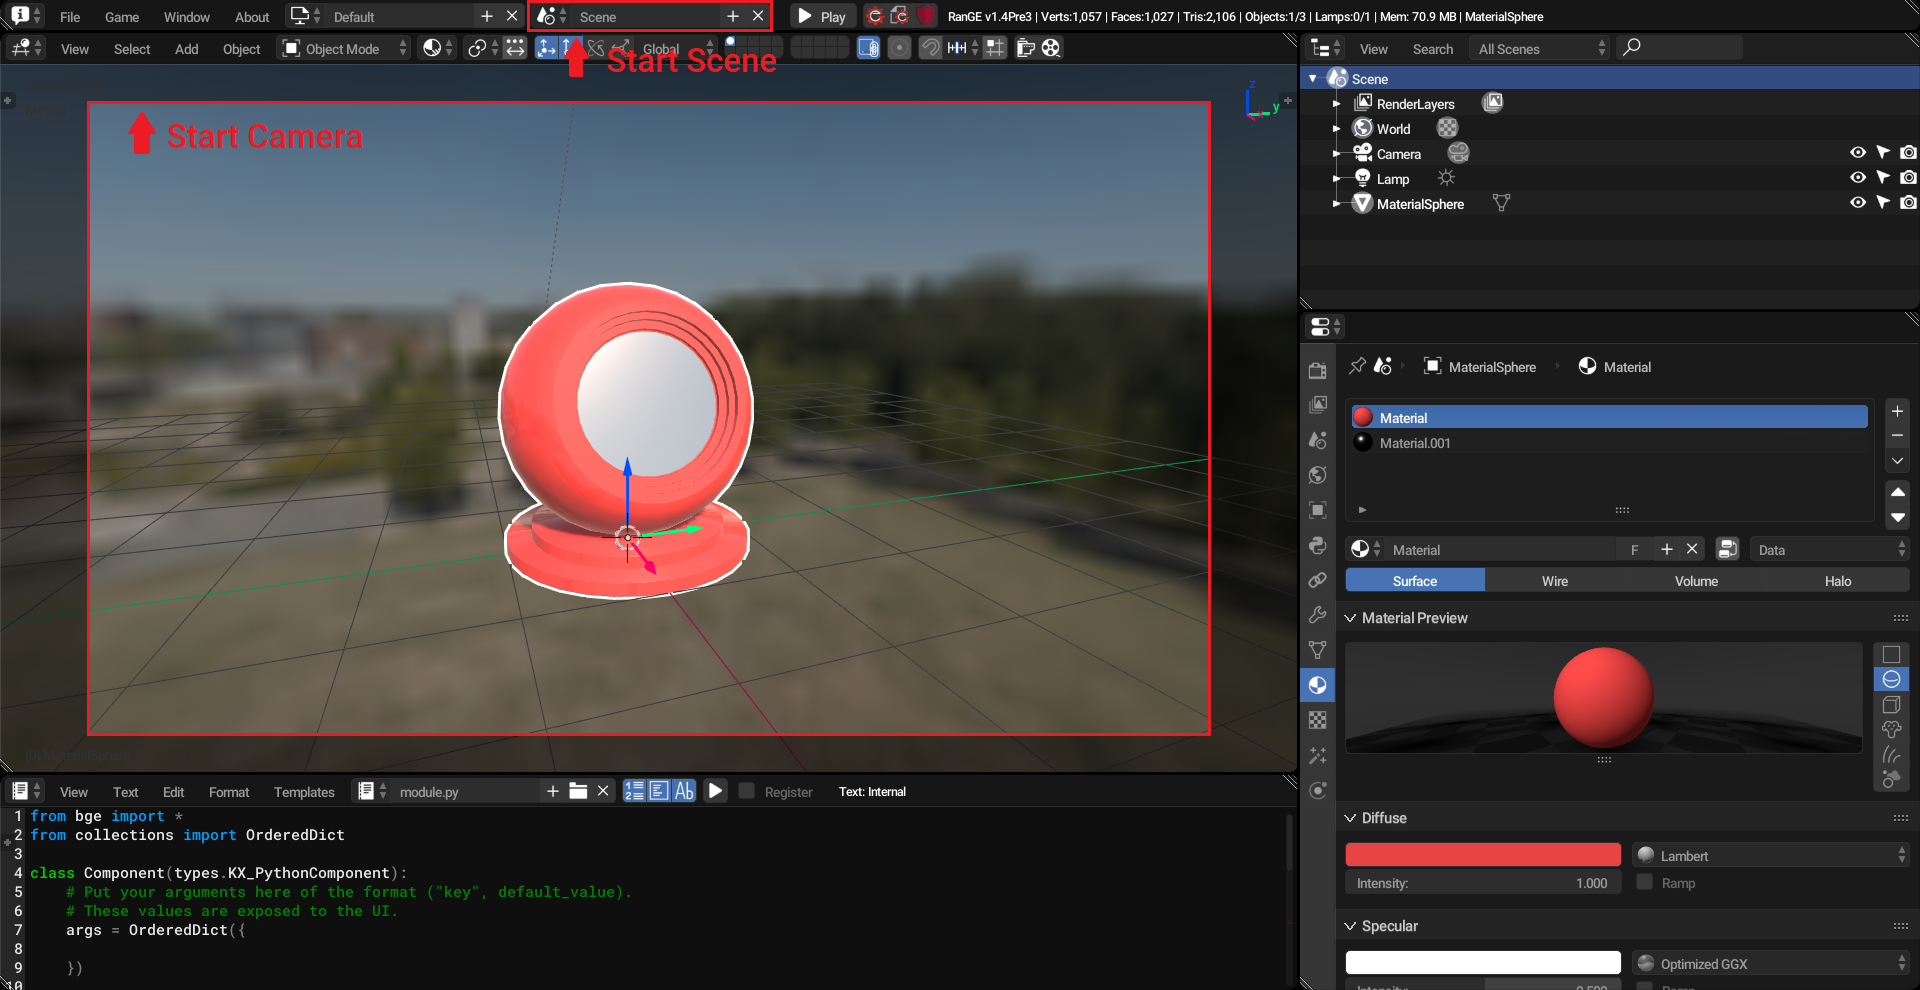 File Game Window About Default Scene Play RanGE v1.4Pre3 | Verts:1,057 | Faces:1,027 | Tris:2,106 | Objects:1/3 | Lamps:0/1 | Mem: 70.9 MB | MaterialSphere
View Select Add Object Object Mode Global
Start Scene
Start Camera
View Search All Scenes
Scene
RenderLayers
World
Camera
Lamp
MaterialSphere
z
y
MaterialSphere Material
Material
Material.001
Material F Data
Surface Wire Volume Halo
Material Preview
Diffuse
Lambert
Intensity: 1.000
Ramp
Specular
Optimized GGX
Intensity: 0.500
Ramp
(0) MaterialSphere
View Text Edit Format Templates module.py Register Text: Internal
1 from bge import *
2 from collections import OrderedDict
3
4 class Component(types.KX_PythonComponent):
5 # Put your arguments here of the format ("key", default_value).
6 # These values are exposed to the UI.
7 args = OrderedDict({
8
9 })
10